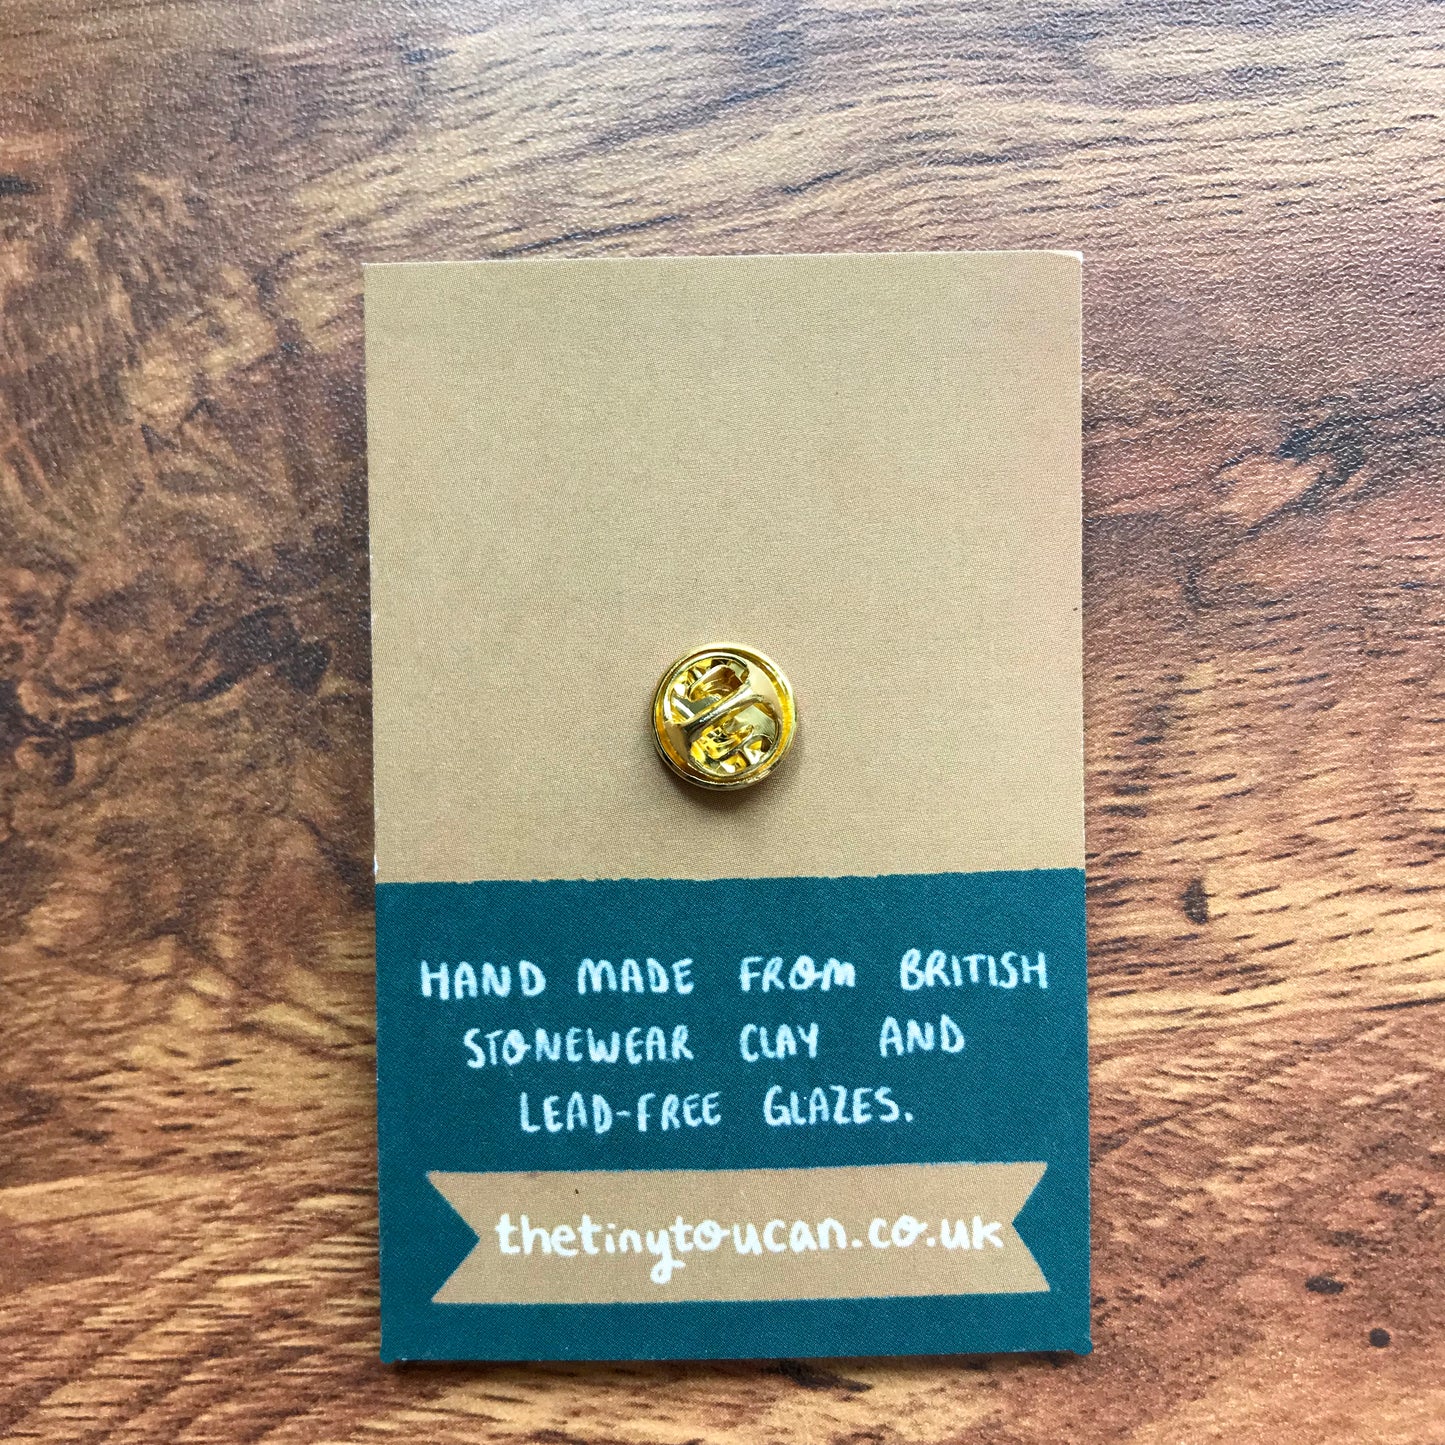 HAND MADE FROM BRITISH
STONEWEAR CLAY AND
LEAD-FREE GLAZES.
thetinytoucan.co.uk